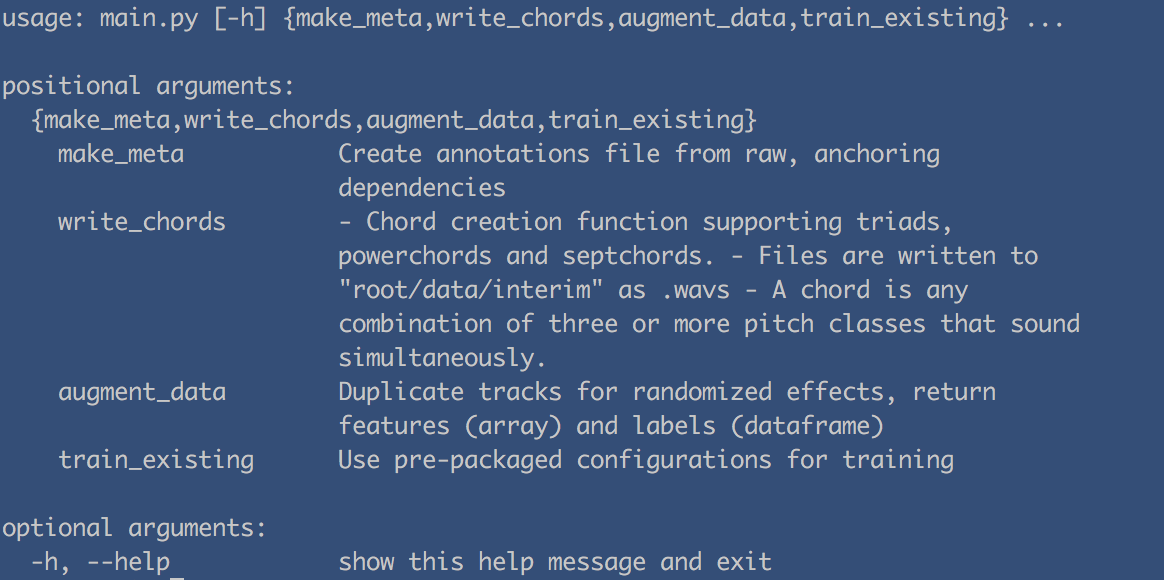 usage: main.py [-h] {make_meta,write_chords,augment_data,train_existing} ...
positional arguments:
{make_meta,write_chords,augment_data,train_existing}
make_meta Create annotations file from raw, anchoring
dependencies
write_chords - Chord creation function supporting triads,
powerchords and septchords. - Files are written to
"root/data/interim" as .wavs - A chord is any
combination of three or more pitch classes that sound
simultaneously.
augment_data Duplicate tracks for randomized effects, return
features (array) and labels (dataframe)
train_existing Use pre-packaged configurations for training
optional arguments:
-h, --help show this help message and exit